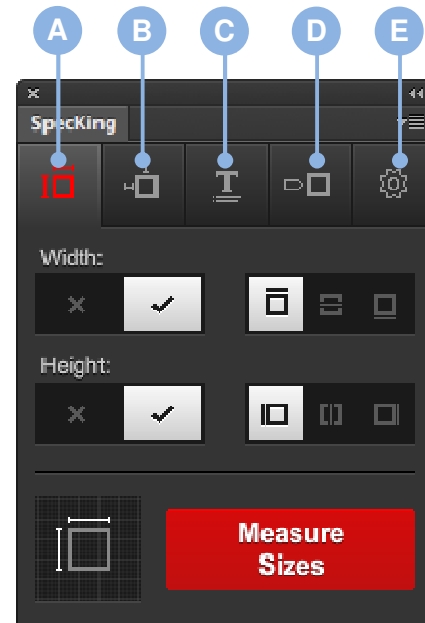 A B C D E
SpecKing
Width:
Height:
Measure
Sizes